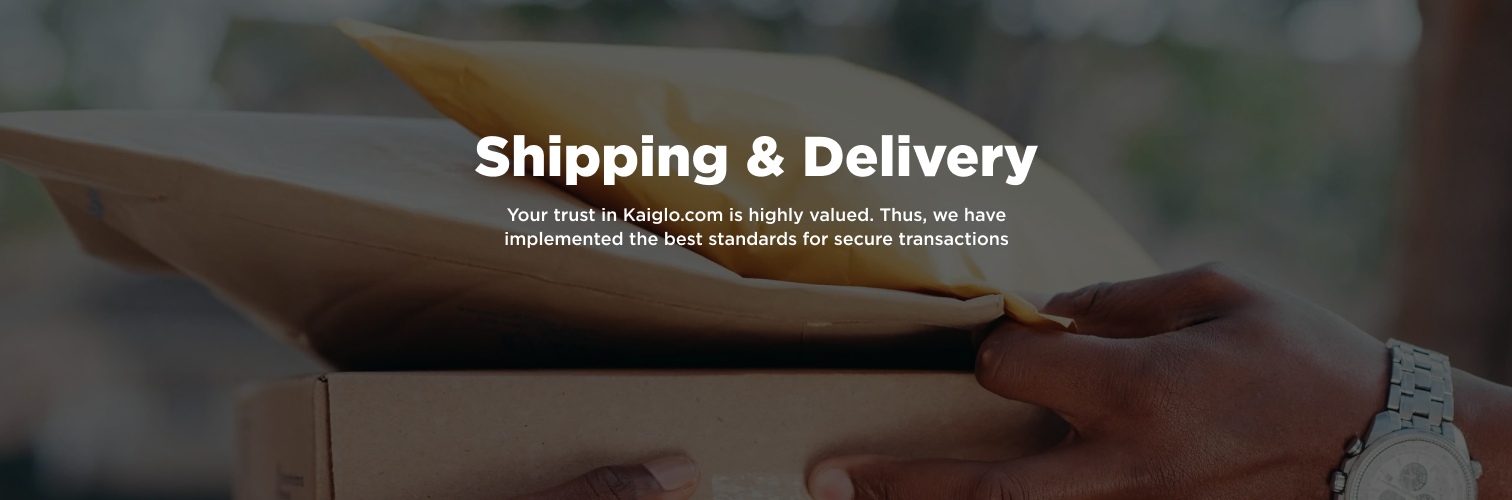 Shipping & Delivery
Your trust in Kaiglo.com is highly valued. Thus, we have
implemented the best standards for secure transactions